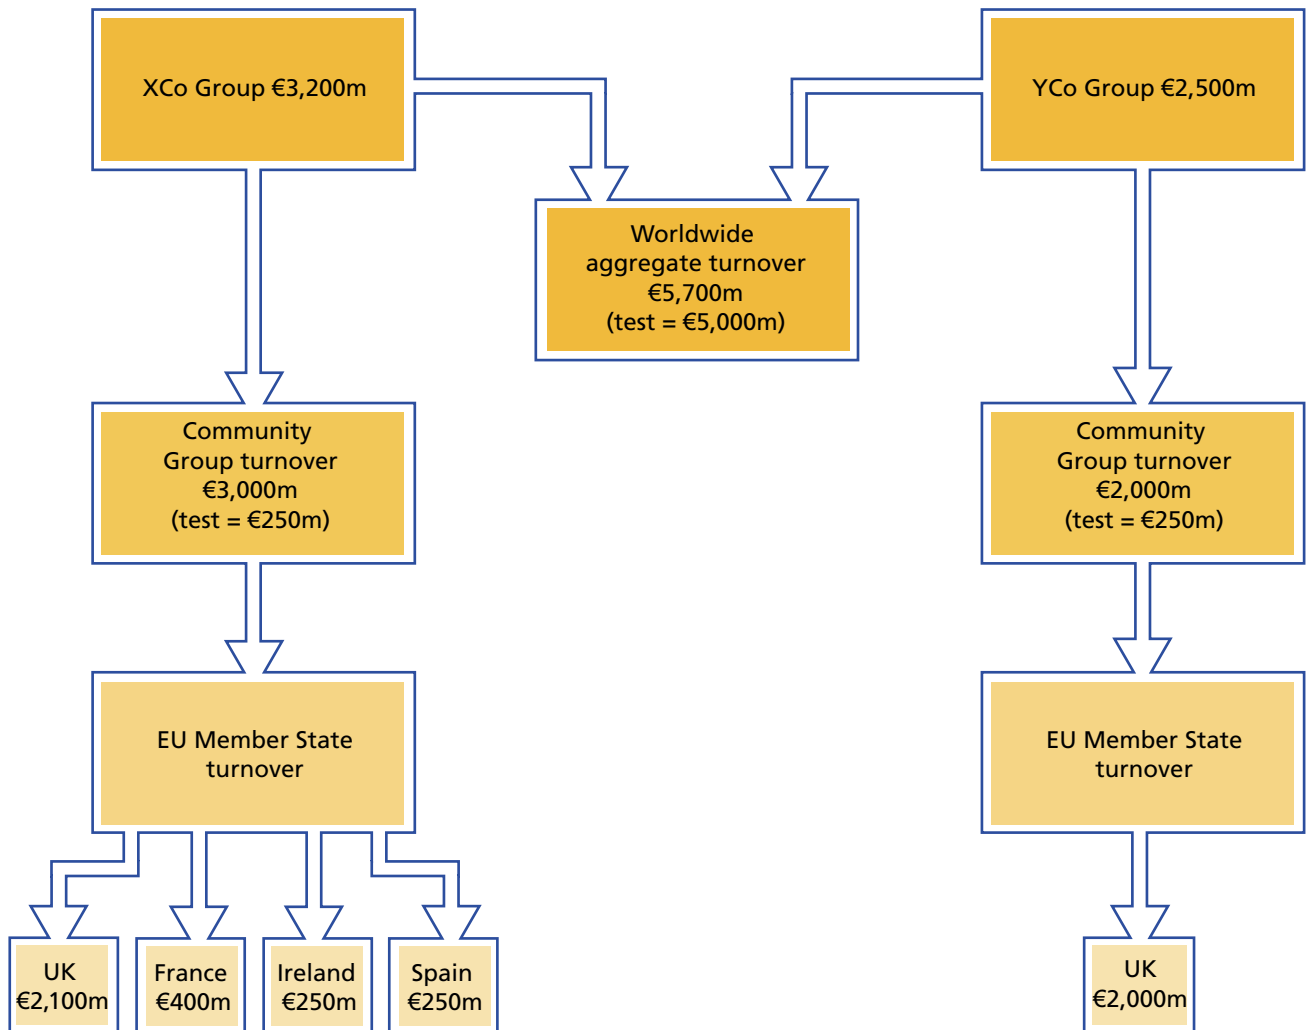 XCo Group €3,200m
YCo Group €2,500m
Worldwide
aggregate turnover
€5,700m
(test = €5,000m)
Community
Group turnover
€3,000m
(test = €250m)
Community
Group turnover
€2,000m
(test = €250m)
EU Member State
turnover
EU Member State
turnover
UK
€2,100m
France
€400m
Ireland
€250m
Spain
€250m
UK
€2,000m